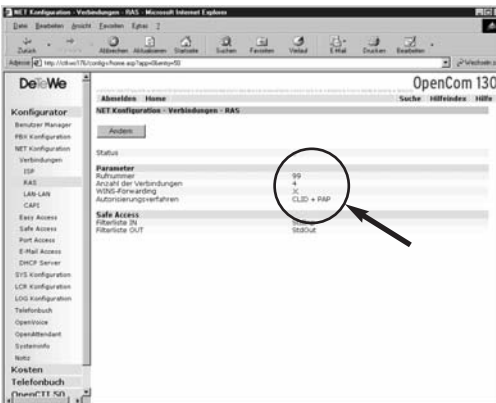 NET Konfiguration - Verbindungen - RAS - Microsoft Internet Explorer
Datei Bearbeiten Ansicht Favoriten Extras ?
Zurück Abbrechen Aktualisieren Startseite Suchen Favoriten Verlauf E-Mail Drucken Bearbeiten
Adresse
DeTeWe
OpenCom 130
Abmelden Home Suche Hilfeindex Hilfe
Konfigurator
NET Konfiguration - Verbindungen - RAS
Benutzer Manager
PBX Konfiguration
NET Konfiguration
Verbindungen
ISP
RAS
LAN-LAN
CAPI
Easy Access
Safe Access
Port Access
E-Mail Access
DHCP Server
SYS Konfiguration
LCR Konfiguration
LOG Konfiguration
Telefonbuch
OpenVoice
OpenAttendant
Systeminfo
Notiz
Kosten
Telefonbuch
OpenCTI 50
Ändern
Status
Parameter
Rufnummer 99
Anzahl der Verbindungen 4
WINS-Forwarding
Autorisierungsverfahren CLID + PAP
Safe Access
Filterliste IN
Filterliste OUT StdOut